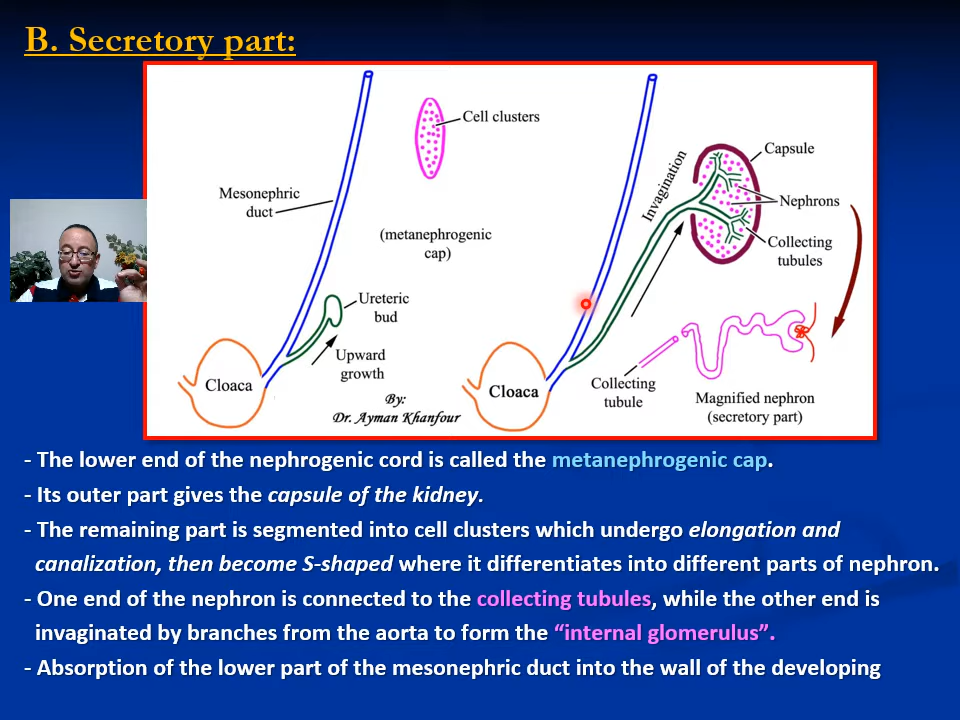 B. Secretory part:
Cell clusters
Mesonephric
duct
(metanephrogenic
cap)
Ureteric
bud
Upward
growth
Cloaca
By:
Dr. Ayman Khanfour
Invagination
Capsule
Nephrons
Collecting
tubules
Cloaca
Collecting
tubule
Magnified nephron
(secretory part)
- The lower end of the nephrogenic cord is called the metanephrogenic cap.
- Its outer part gives the capsule of the kidney.
- The remaining part is segmented into cell clusters which undergo elongation and
canalization, then become S-shaped where it differentiates into different parts of nephron.
- One end of the nephron is connected to the collecting tubules, while the other end is
invaginated by branches from the aorta to form the “internal glomerulus”.
- Absorption of the lower part of the mesonephric duct into the wall of the developing